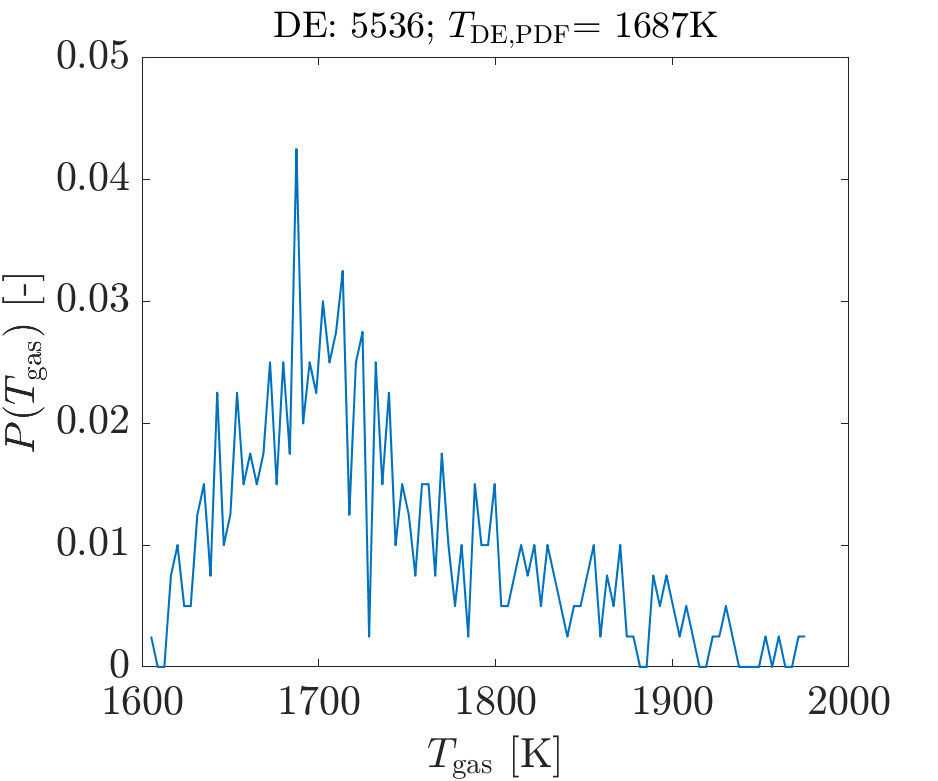 DE: 5536; T_DE,PDF= 1687K
0.05
0.04
0.03
0.02
0.01
0
P(T_gas) [-]
1600 1700 1800 1900 2000
T_gas [K]